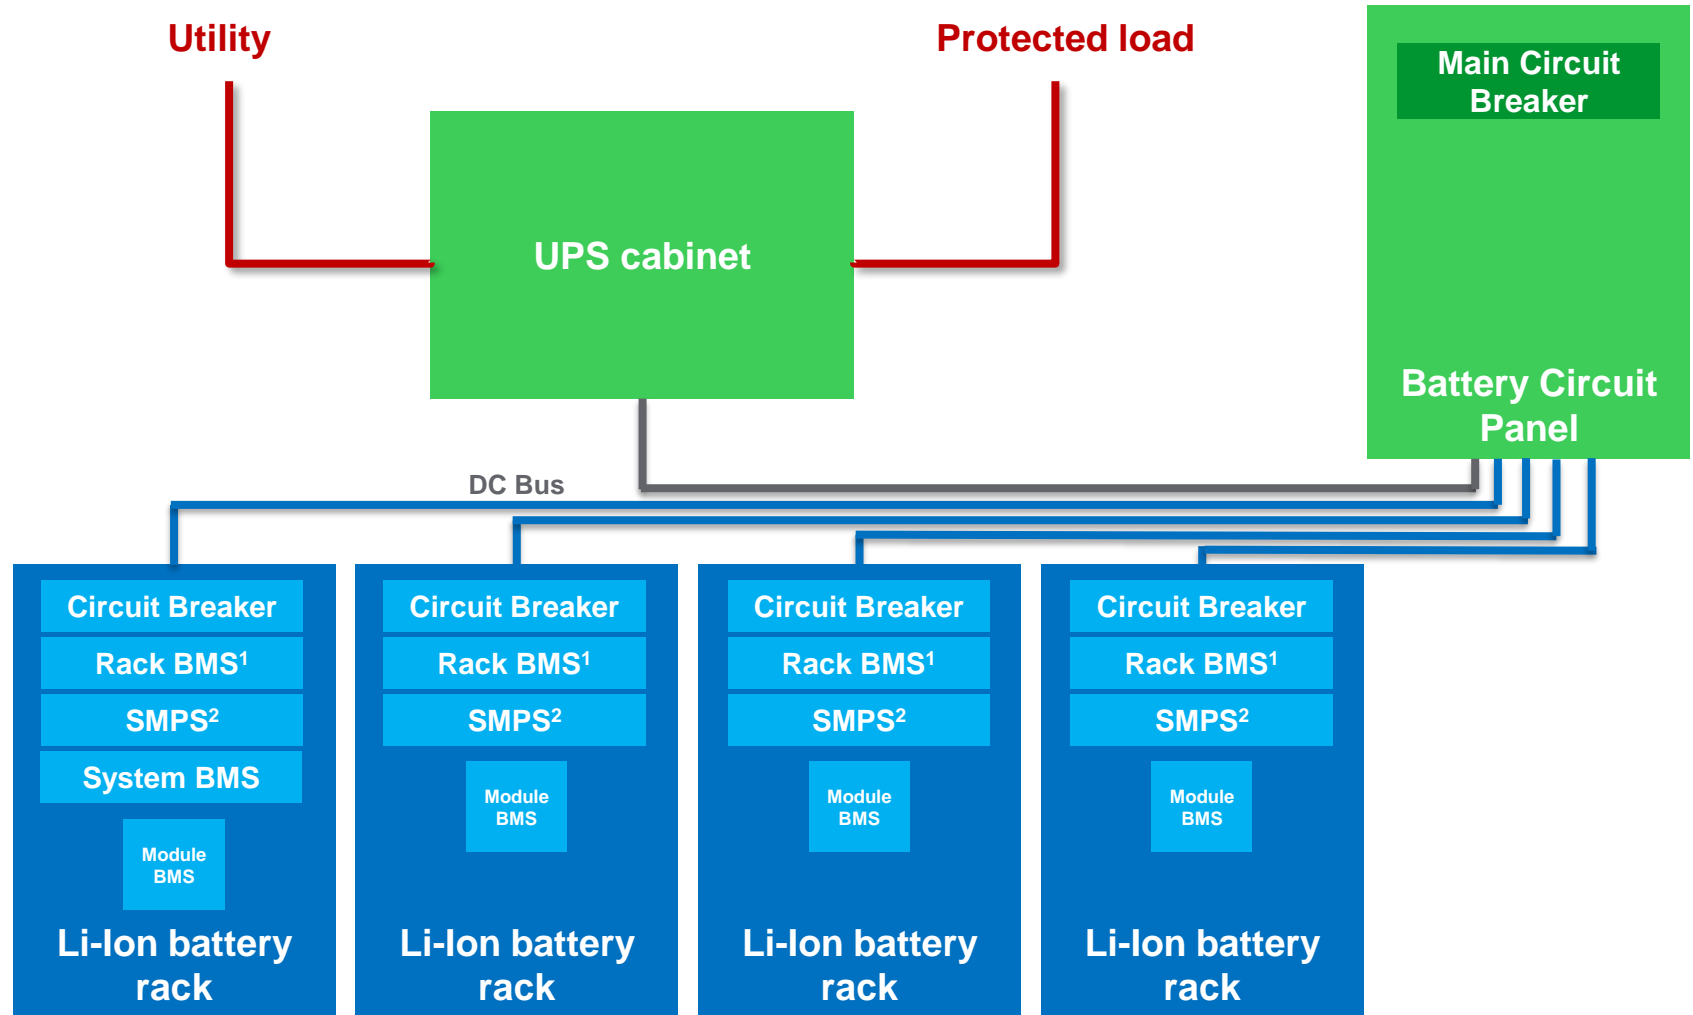 Utility
Protected load
Main Circuit
Breaker
UPS cabinet
Battery Circuit
Panel
DC Bus
Circuit Breaker
Rack BMS¹
SMPS²
System BMS
Module
BMS
Li-Ion battery
rack
Circuit Breaker
Rack BMS¹
SMPS²
Module
BMS
Li-Ion battery
rack
Circuit Breaker
Rack BMS¹
SMPS²
Module
BMS
Li-Ion battery
rack
Circuit Breaker
Rack BMS¹
SMPS²
Module
BMS
Li-Ion battery
rack